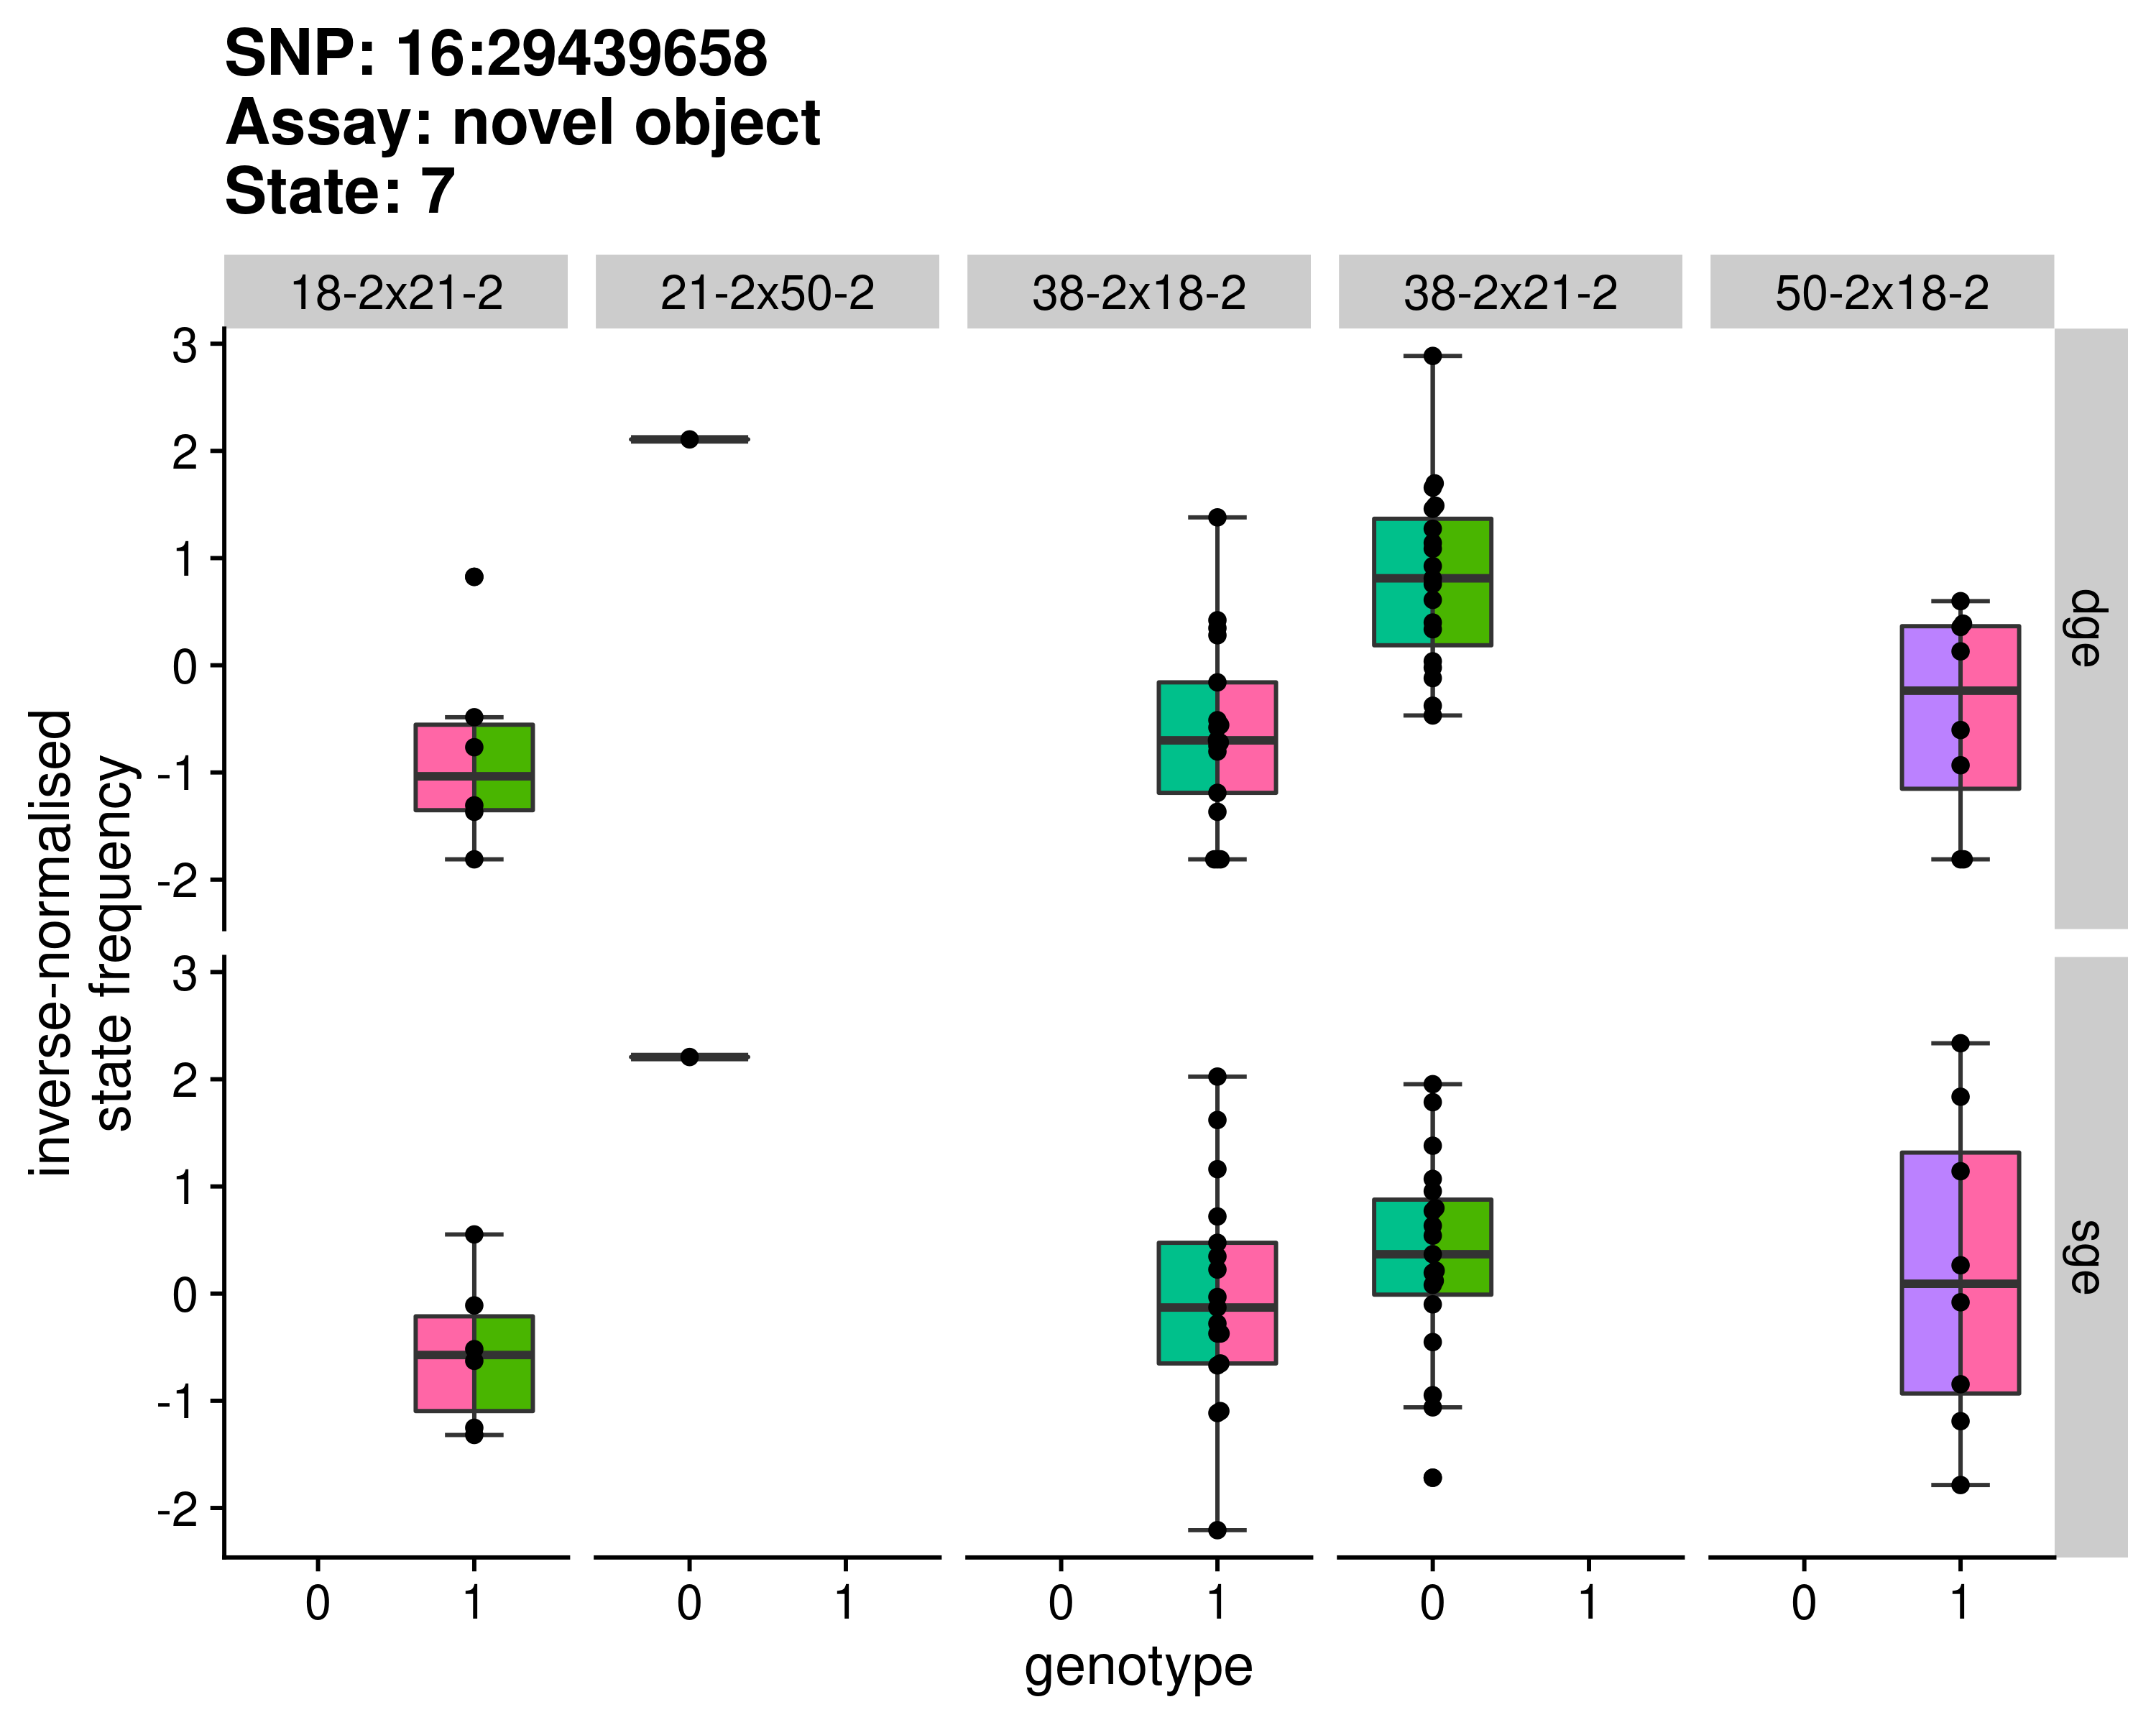 SNP: 16:29439658
Assay: novel object
State: 7
18-2x21-2 21-2x50-2 38-2x18-2 38-2x21-2 50-2x18-2
3
2
1
0
-1
-2
dge
3
2
1
0
-1
-2
sge
inverse-normalised
state frequency
0 1 0 1 0 1 0 1 0 1
genotype